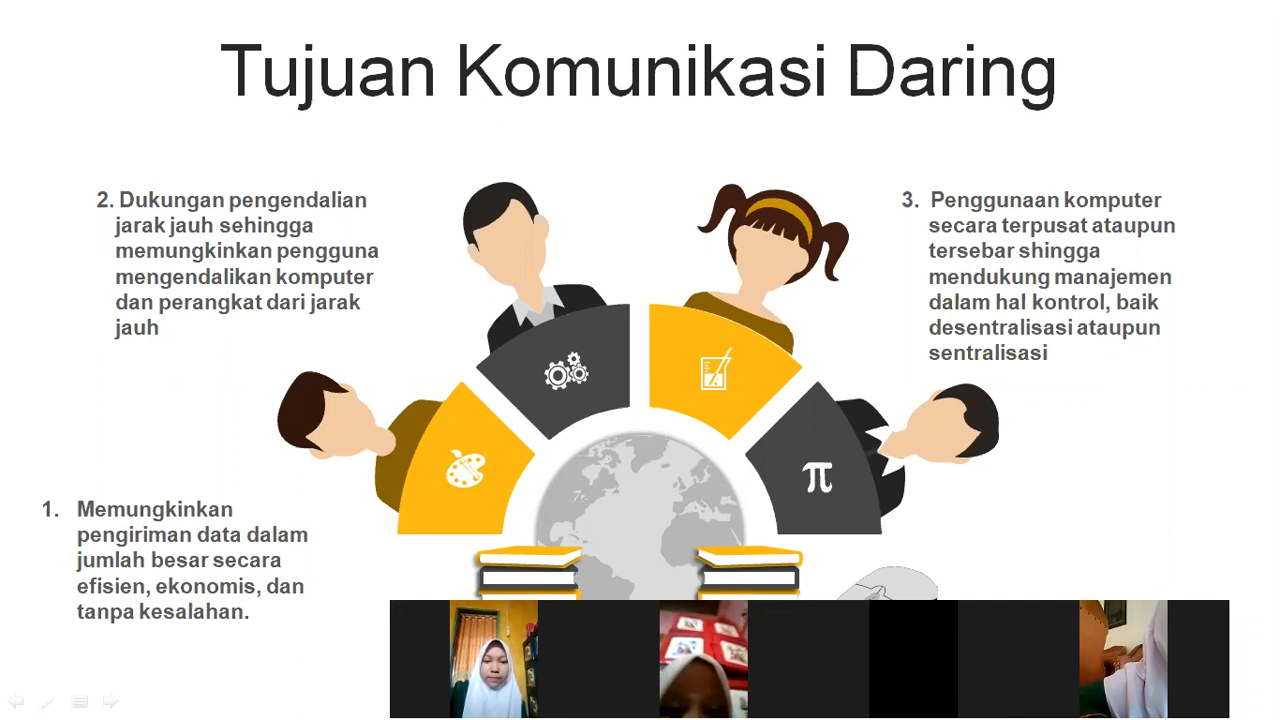 Tujuan Komunikasi Daring
2. Dukungan pengendalian
jarak jauh sehingga
memungkinkan pengguna
mengendalikan komputer
dan perangkat dari jarak
jauh
3. Penggunaan komputer
secara terpusat ataupun
tersebar shingga
mendukung manajemen
dalam hal kontrol, baik
desentralisasi ataupun
sentralisasi
π
1. Memungkinkan
pengiriman data dalam
jumlah besar secara
efisien, ekonomis, dan
tanpa kesalahan.